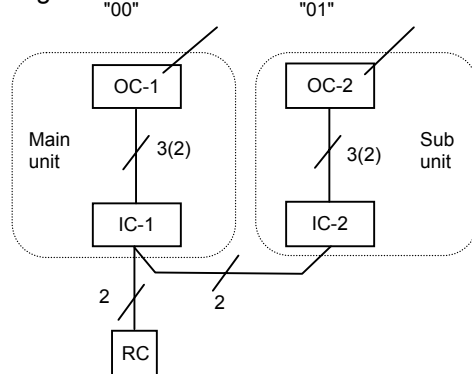 "00" "01"
OC-1 OC-2
Main
unit
3(2) 3(2)
Sub
unit
IC-1 IC-2
2 2
RC